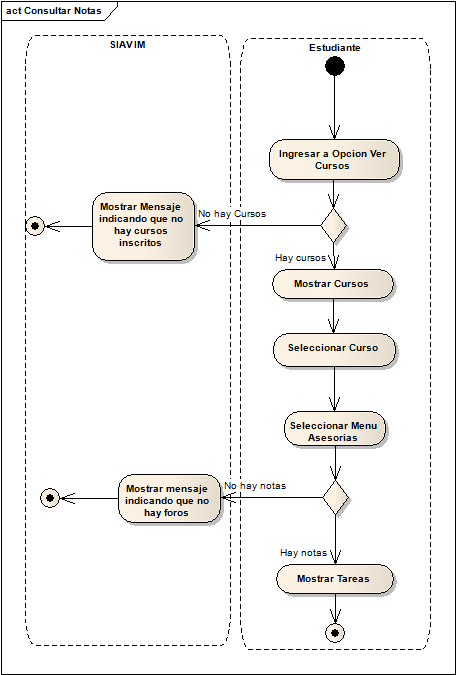 act Consultar Notas
SIAVIM
Estudiante
Ingresar a Opcion Ver
Cursos
Mostrar Mensaje
indicando que no
hay cursos
inscritos
No hay Cursos
Hay cursos
Mostrar Cursos
Seleccionar Curso
Seleccionar Menu
Asesorias
Mostrar mensaje
indicando que no
hay foros
No hay notas
Hay notas
Mostrar Tareas